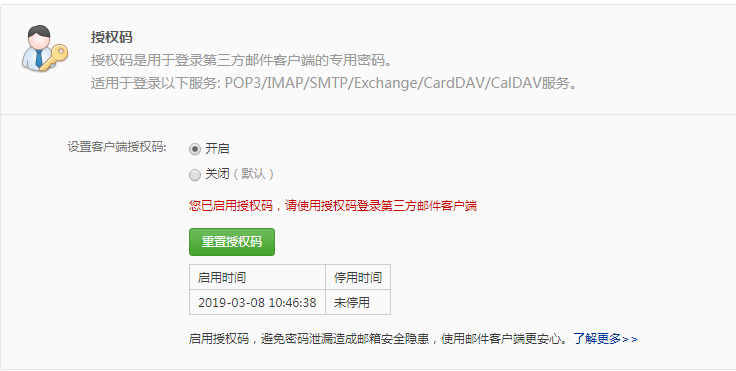 授权码
授权码是用于登录第三方邮件客户端的专用密码。
适用于登录以下服务: POP3/IMAP/SMTP/Exchange/CardDAV/CalDAV服务。
设置客户端授权码: 开启
关闭（默认）
您已启用授权码，请使用授权码登录第三方邮件客户端
重置授权码
启用时间 停用时间
2019-03-08 10:46:38 未停用
启用授权码，避免密码泄漏造成邮箱安全隐患，使用邮件客户端更安心。了解更多>>